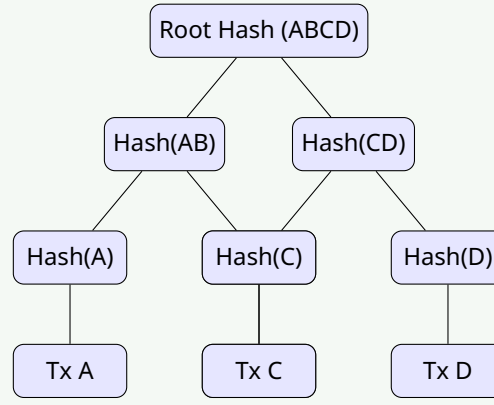 Root Hash (ABCD)
Hash(AB)
Hash(CD)
Hash(A)
Hash(C)
Hash(D)
Tx A
Tx C
Tx D